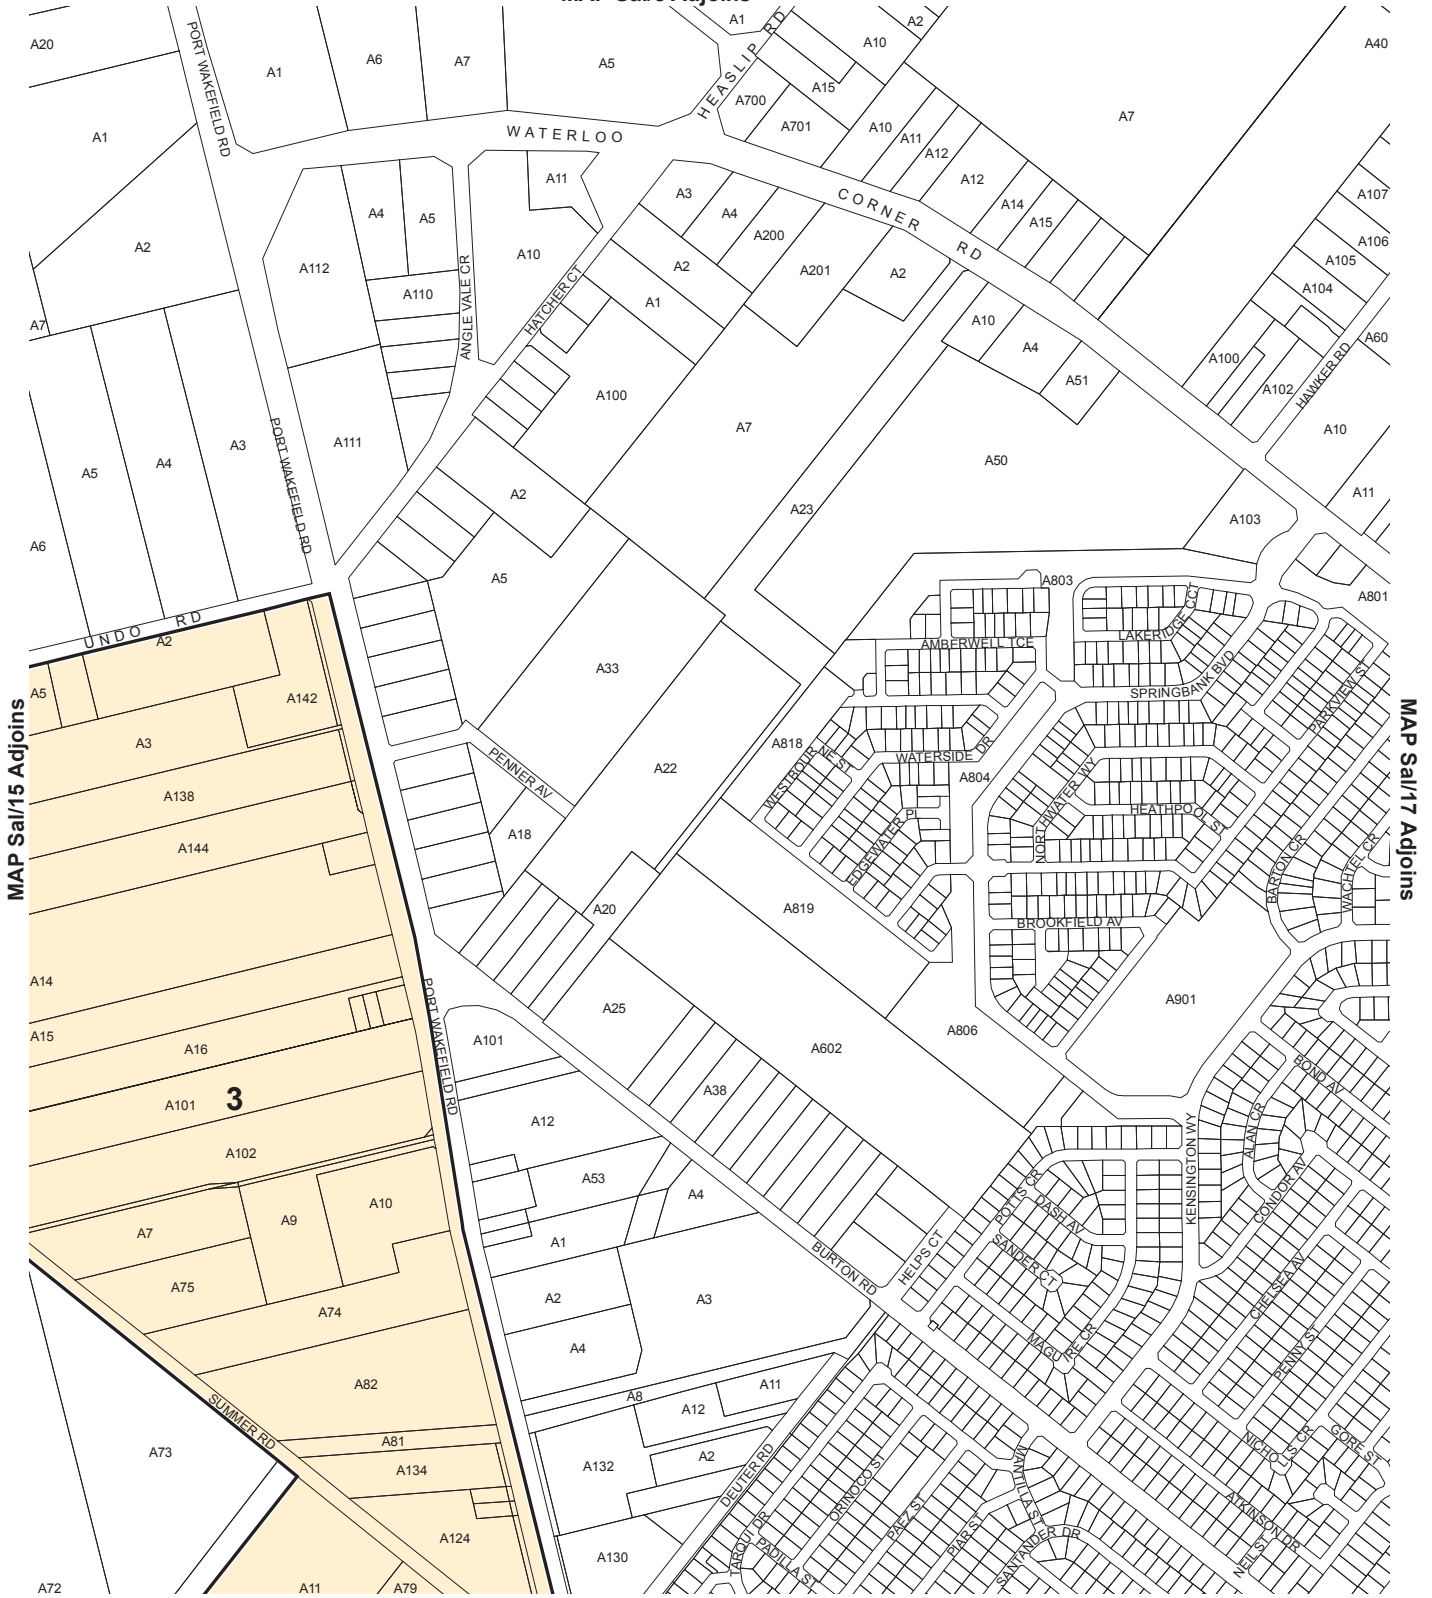 A20
PORT WAKEFIELD RD
A1
A6
A7
A5
A1
HEASLIP RD
A10
A2
A40
A15
A700
A701
A7
A1
WATERLOO
A10
A11
A12
A11
A12
A14
A15
A3
A4
A200
CORNER RD
A107
A106
A105
A104
A4
A5
A2
A10
A112
A110
ANGLE VALE CR
HATCHER CT
A2
A1
A201
A2
A7
A10
A4
A51
A60
A100
A102
HAWKER RD
A100
A7
A50
A10
A11
PORT WAKEFIELD RD
A111
A3
A4
A5
A6
A2
A23
A103
A5
A803
A801
UNDO RD
A2
A33
AMBERWELL TCE
LAKERIDGE CCT
SPRINGBANK BVD
PARKVIEW ST
A5
A142
MAP Sal/15 Adjoins
MAP Sal/17 Adjoins
A3
A138
A144
PENNER AV
A22
A18
A818
WESTBOURNE ST
WATERSIDE DR
A804
NORTHWATER WY
HEATHPOOL ST
EDGEWATER Pl
BARTON CR
WACHTEL CR
A20
A819
BROOKFIELD AV
A14
A15
A16
A25
A901
A806
PORT WAKEFIELD RD
A101
A602
A101
3
A38
BOND AV
A12
ALAN CR
KENSINGTON WY
A102
A53
A4
POTTS CR
DASH AV
CONDOR AV
A7
A9
A10
A1
SANDER CT
BURTON RD
HELPS CT
A75
A74
A2
A3
CHELSEA AV
A4
MAGUIRE CR
PENNY ST
A82
A8
A12
A11
SUMMER RD
A81
A73
A134
A132
A2
DEUTER RD
ORINOCO ST
MANTILLA ST
NICHOLLS CR
GORE ST
PAEZ ST
PIAR ST
ATKINSON DR
TARQUI DR
PADILLA ST
SANTANDER DR
NEIL ST
A124
A130
A72
A11
A79